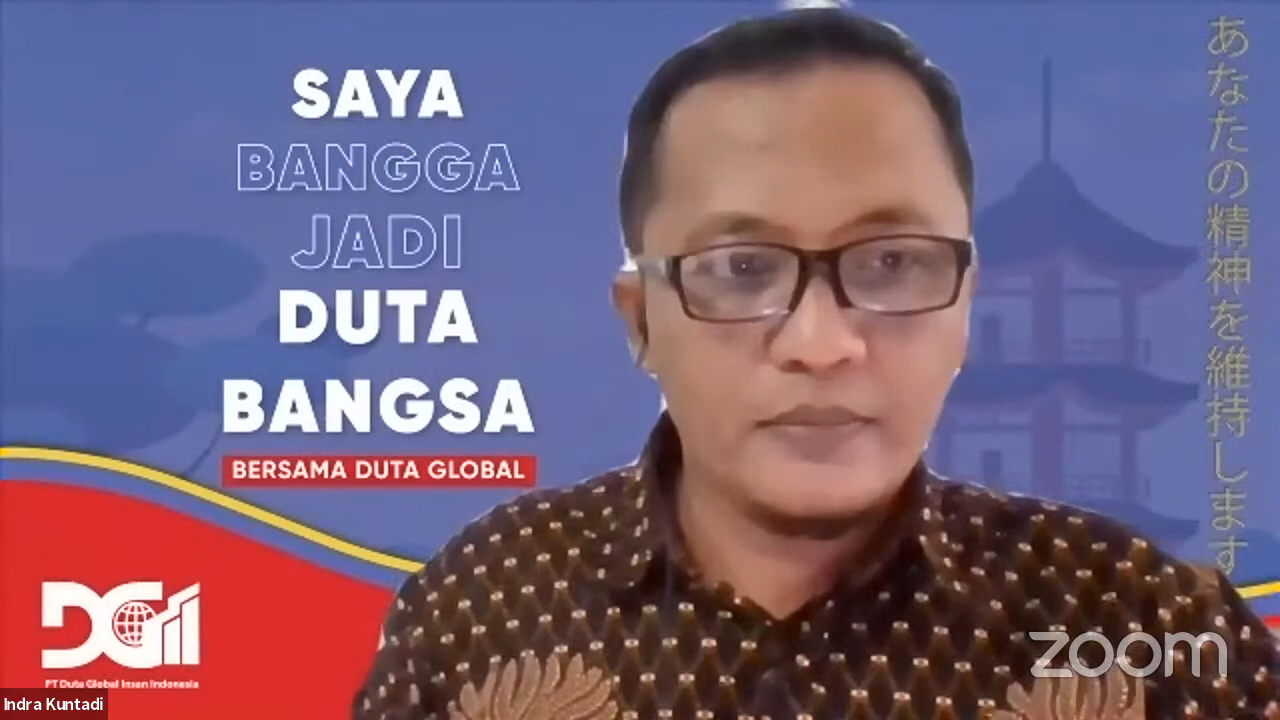 SAYA
BANGGA
JADI
DUTA
BANGSA
BERSAMA DUTA GLOBAL
あなたの精神を維持します
DGII
PT Duta Global Insan Indonesia
Indra Kuntadi
zoom